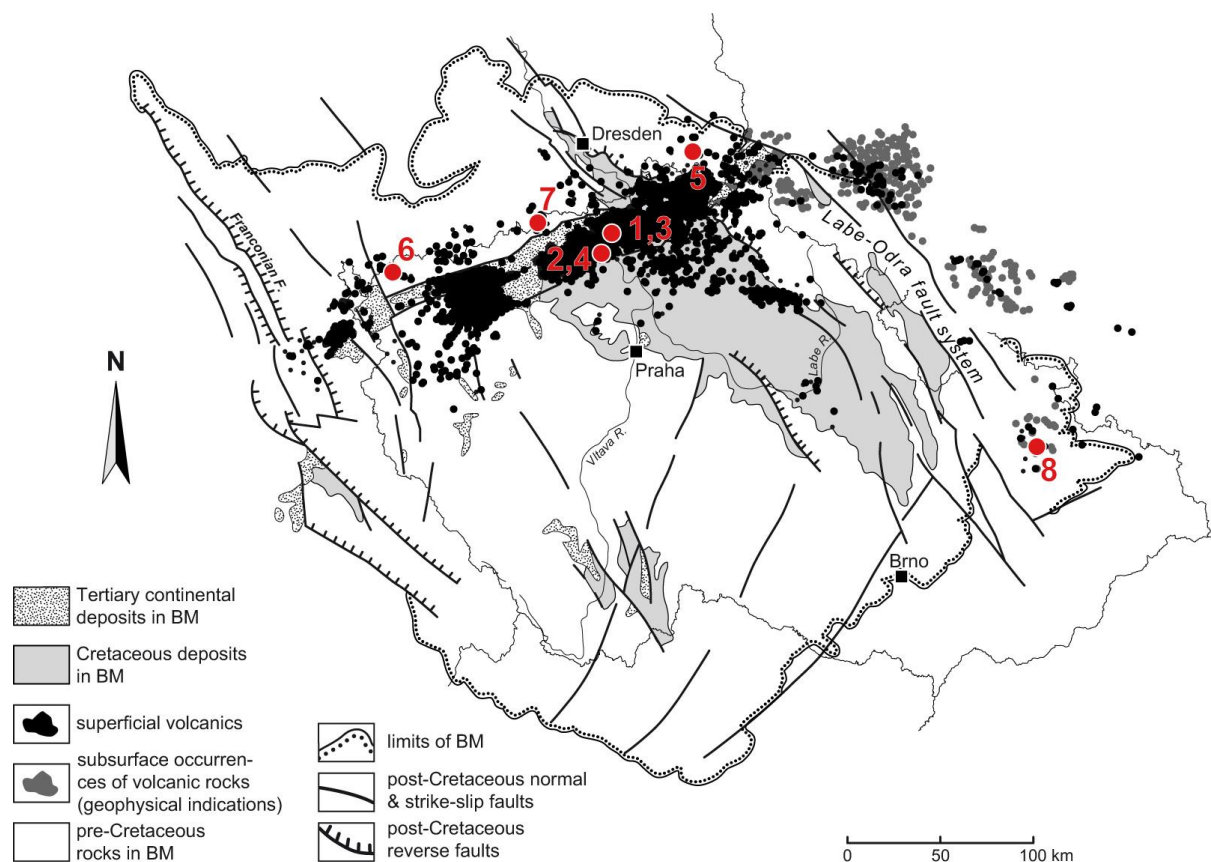 Dresden
5
7
1,3
6
2,4
Franconian F.
Labe-Odra fault system
N
Praha
Labe R.
Vltava R.
8
Brno
Tertiary continental
deposits in BM
Cretaceous deposits
in BM
superficial volcanics
subsurface occurren-
ces of volcanic rocks
(geophysical indications)
pre-Cretaceous
rocks in BM
limits of BM
post-Cretaceous normal
& strike-slip faults
post-Cretaceous
reverse faults
0 50 100 km